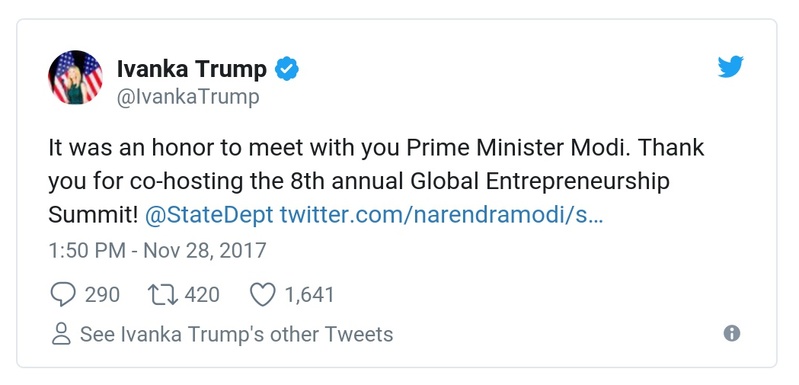 Ivanka Trump
@IvankaTrump
It was an honor to meet with you Prime Minister Modi. Thank
you for co-hosting the 8th annual Global Entrepreneurship
Summit! @StateDept twitter.com/narendramodi/s…
1:50 PM - Nov 28, 2017
290 420 1,641
See Ivanka Trump's other Tweets